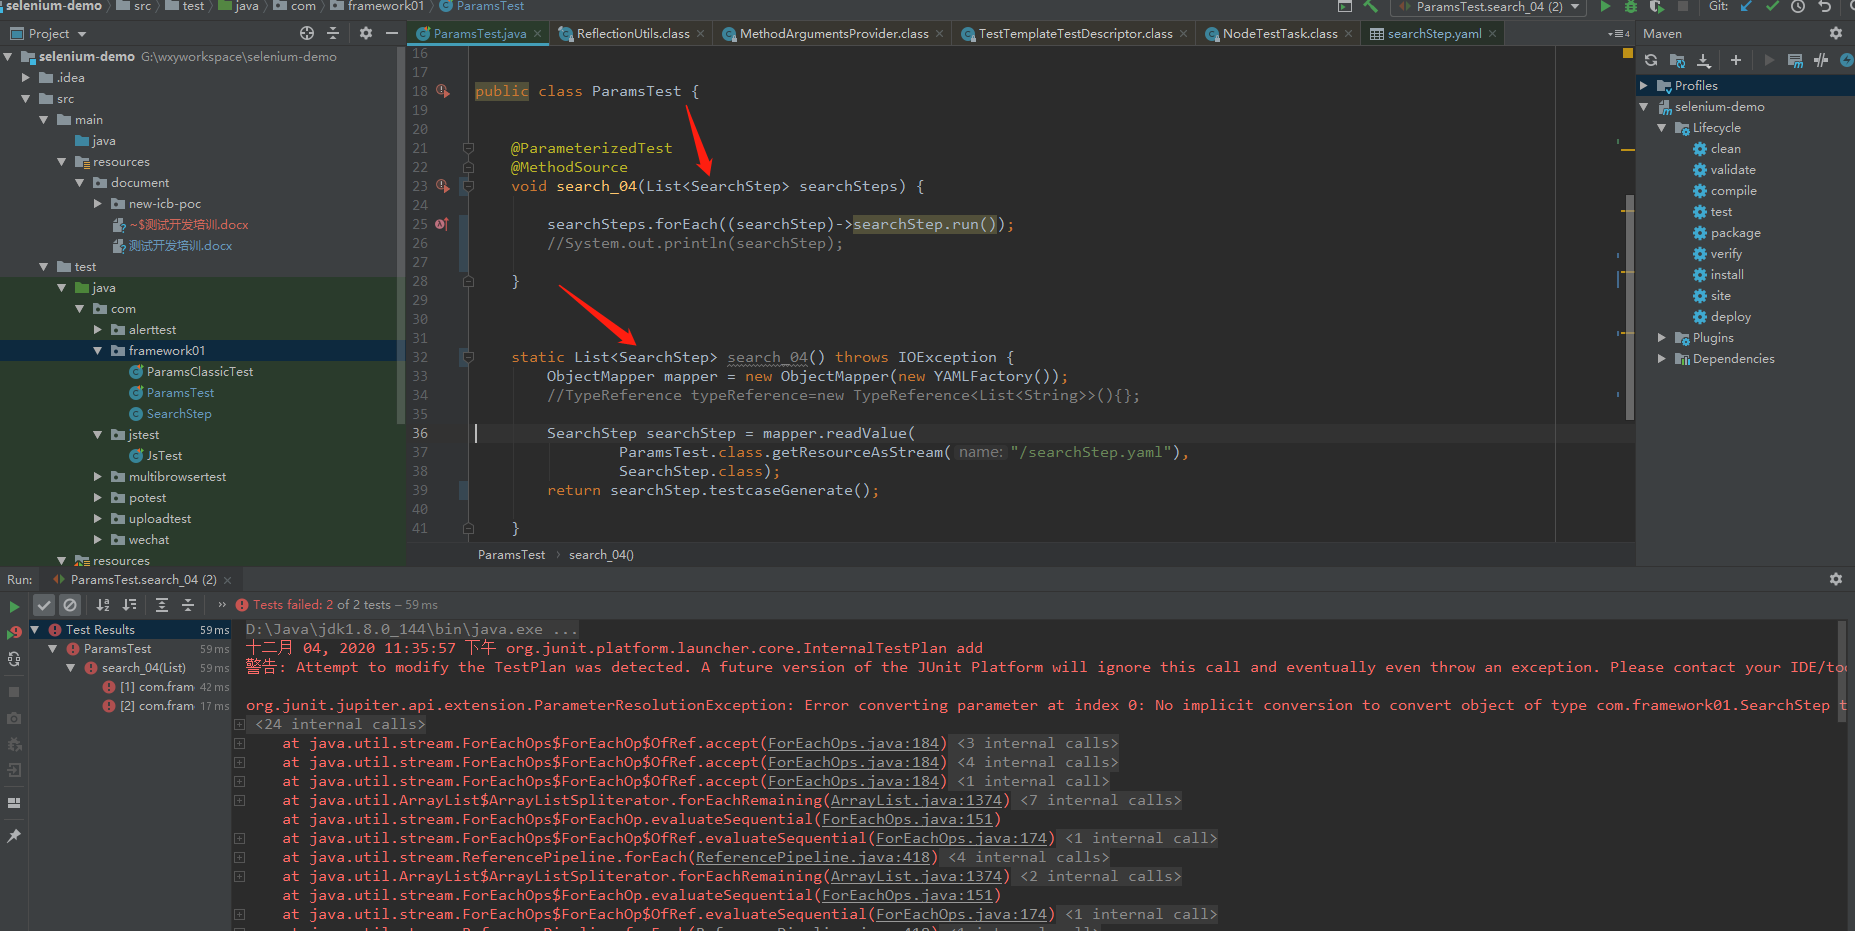 selenium-demo src test java com framework01 ParamsTest
ParamsTest.search_04 (2) Git:
Project
ParamsTest.java ReflectionUtils.class MethodArgumentsProvider.class TestTemplateTestDescriptor.class NodeTestTask.class searchStep.yaml
Maven
selenium-demo G:\wxyworkspace\selenium-demo
.idea
src
main
java
resources
document
new-icb-poc
~$测试开发培训.docx
测试开发培训.docx
test
java
com
alerttest
framework01
ParamsClassicTest
ParamsTest
SearchStep
jstest
JsTest
multibrowsertest
potest
uploadtest
wechat
resources
16
17
18 public class ParamsTest {
19
20
21 @ParameterizedTest
22 @MethodSource
23 void search_04(List<SearchStep> searchSteps) {
24
25 searchSteps.forEach((searchStep)->searchStep.run());
26 //System.out.println(searchStep);
27
28 }
29
30
31
32 static List<SearchStep> search_04() throws IOException {
33 ObjectMapper mapper = new ObjectMapper(new YAMLFactory());
34 //TypeReference typeReference=new TypeReference<List<String>>(){};
35
36 SearchStep searchStep = mapper.readValue(
37 ParamsTest.class.getResourceAsStream( name: "/searchStep.yaml"),
38 SearchStep.class);
39 return searchStep.testcaseGenerate();
40
41 }
ParamsTest search_04()
Profiles
selenium-demo
Lifecycle
clean
validate
compile
test
package
verify
install
site
deploy
Plugins
Dependencies
Run: ParamsTest.search_04 (2)
Tests failed: 2 of 2 tests – 59 ms
Test Results 59 ms
ParamsTest 59 ms
search_04(List) 59 ms
[1] com.fram 42 ms
[2] com.fram 17 ms
D:\Java\jdk1.8.0_144\bin\java.exe ...
十二月 04, 2020 11:35:57 下午 org.junit.platform.launcher.core.InternalTestPlan add
警告: Attempt to modify the TestPlan was detected. A future version of the JUnit Platform will ignore this call and eventually even throw an exception. Please contact your IDE/too
org.junit.jupiter.api.extension.ParameterResolutionException: Error converting parameter at index 0: No implicit conversion to convert object of type com.framework01.SearchStep t
<24 internal calls>
at java.util.stream.ForEachOps$ForEachOp$OfRef.accept(ForEachOps.java:184) <3 internal calls>
at java.util.stream.ForEachOps$ForEachOp$OfRef.accept(ForEachOps.java:184) <4 internal calls>
at java.util.stream.ForEachOps$ForEachOp$OfRef.accept(ForEachOps.java:184) <1 internal call>
at java.util.ArrayList$ArrayListSpliterator.forEachRemaining(ArrayList.java:1374) <7 internal calls>
at java.util.stream.ForEachOps$ForEachOp.evaluateSequential(ForEachOps.java:151)
at java.util.stream.ForEachOps$ForEachOp$OfRef.evaluateSequential(ForEachOps.java:174) <1 internal call>
at java.util.stream.ReferencePipeline.forEach(ReferencePipeline.java:418) <4 internal calls>
at java.util.ArrayList$ArrayListSpliterator.forEachRemaining(ArrayList.java:1374) <2 internal calls>
at java.util.stream.ForEachOps$ForEachOp.evaluateSequential(ForEachOps.java:151)
at java.util.stream.ForEachOps$ForEachOp$OfRef.evaluateSequential(ForEachOps.java:174) <1 internal call>